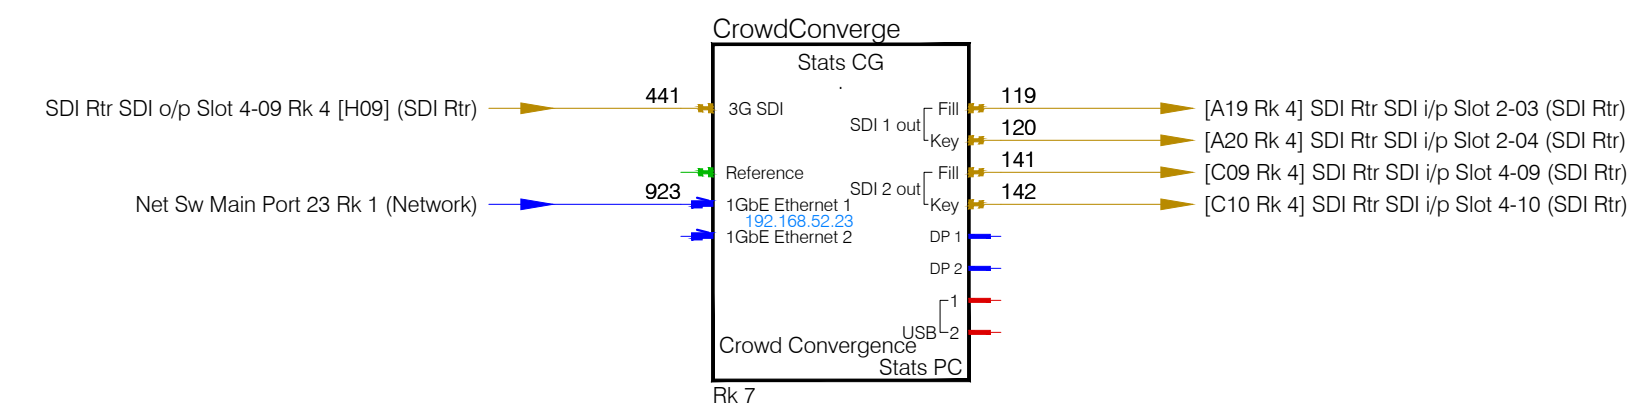 CrowdConverge
Stats CG
.
SDI Rtr SDI o/p Slot 4-09 Rk 4 [H09] (SDI Rtr)
441
3G SDI
Reference
Net Sw Main Port 23 Rk 1 (Network)
923
1GbE Ethernet 1
192.168.52.23
1GbE Ethernet 2
SDI 1 out
Fill
119
[A19 Rk 4] SDI Rtr SDI i/p Slot 2-03 (SDI Rtr)
Key
120
[A20 Rk 4] SDI Rtr SDI i/p Slot 2-04 (SDI Rtr)
SDI 2 out
Fill
141
[C09 Rk 4] SDI Rtr SDI i/p Slot 4-09 (SDI Rtr)
Key
142
[C10 Rk 4] SDI Rtr SDI i/p Slot 4-10 (SDI Rtr)
DP 1
DP 2
1
USB 2
Crowd Convergence
Stats PC
Rk 7